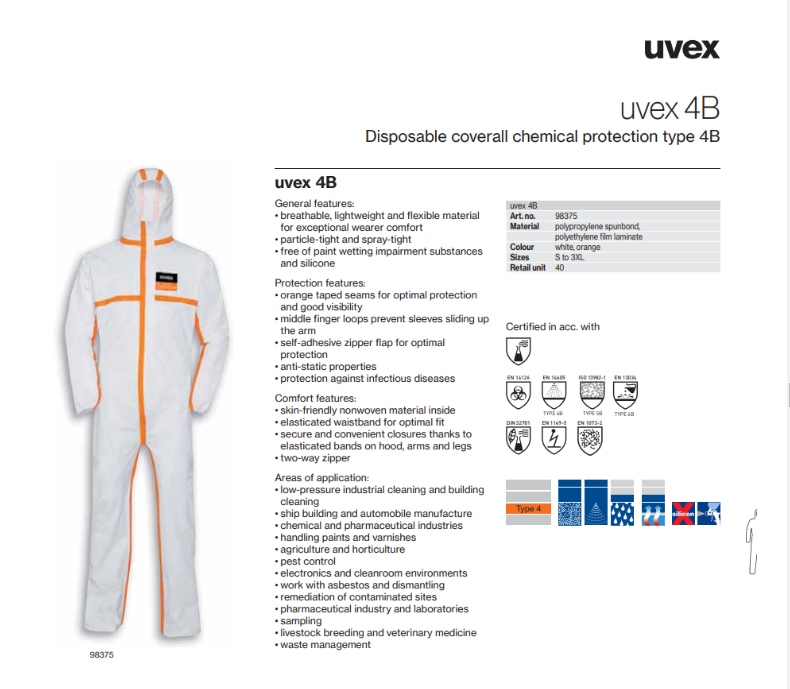 uvex
uvex 4B
Disposable coverall chemical protection type 4B
uvex 4B
General features:
• breathable, lightweight and flexible material
for exceptional wearer comfort
• particle-tight and spray-tight
• free of paint wetting impairment substances
and silicone
Protection features:
• orange taped seams for optimal protection
and good visibility
• middle finger loops prevent sleeves sliding up
the arm
• self-adhesive zipper flap for optimal
protection
• anti-static properties
• protection against infectious diseases
Comfort features:
• skin-friendly nonwoven material inside
• elasticated waistband for optimal fit
• secure and convenient closures thanks to
elasticated bands on hood, arms and legs
• two-way zipper
Areas of application:
• low-pressure industrial cleaning and building
cleaning
• ship building and automobile manufacture
• chemical and pharmaceutical industries
• handling paints and varnishes
• agriculture and horticulture
• pest control
• electronics and cleanroom environments
• work with asbestos and dismantling
• remediation of contaminated sites
• pharmaceutical industry and laboratories
• sampling
• livestock breeding and veterinary medicine
• waste management
uvex 4B
Art. no. 98375
Material polypropylene spunbond,
polyethylene film laminate
Colour white, orange
Sizes S to 3XL
Retail unit 40
Certified in acc. with
EN 14126 EN 14605 ISO 13982-1 EN 13034
TYPE 4B TYPE 5B TYPE 6B
DIN 32781 EN 1149-5 EN 1073-2
Type 4
silicon
uvex
98375